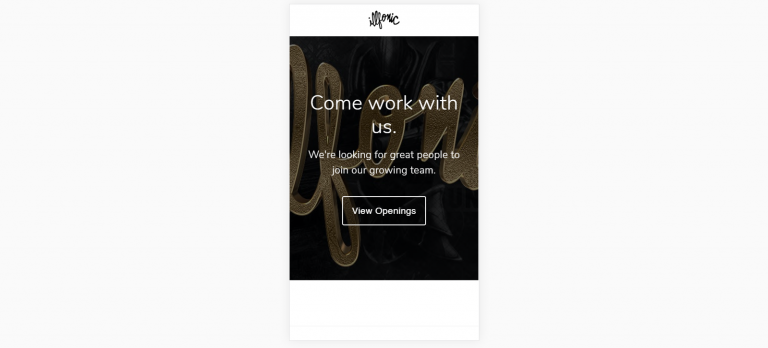 illfonic
Come work with
us.
We're looking for great people to
join our growing team.
View Openings